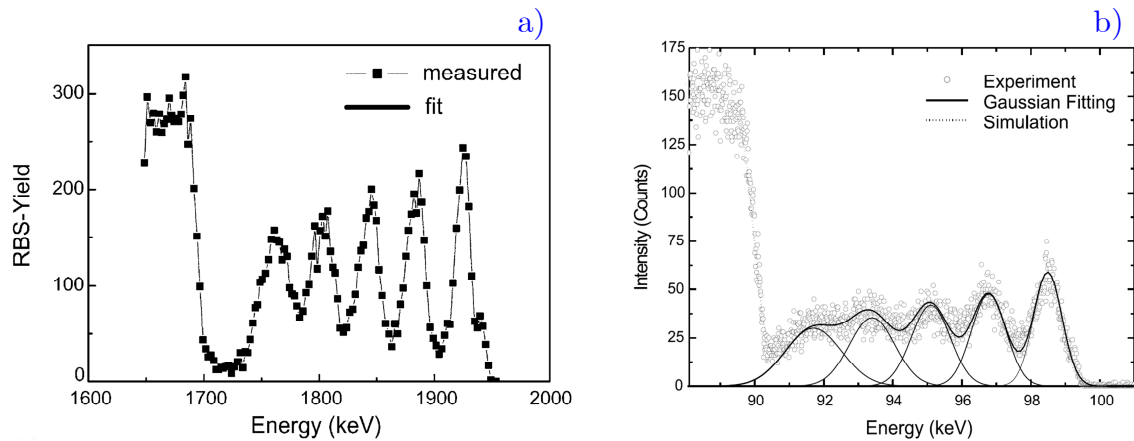 a)
measured
fit
300
200
100
0
RBS-Yield
1600 1700 1800 1900 2000
Energy (keV)
b)
175
150
125
100
75
50
25
0
Experiment
Gaussian Fitting
Simulation
Intensity (Counts)
90 92 94 96 98 100
Energy (keV)